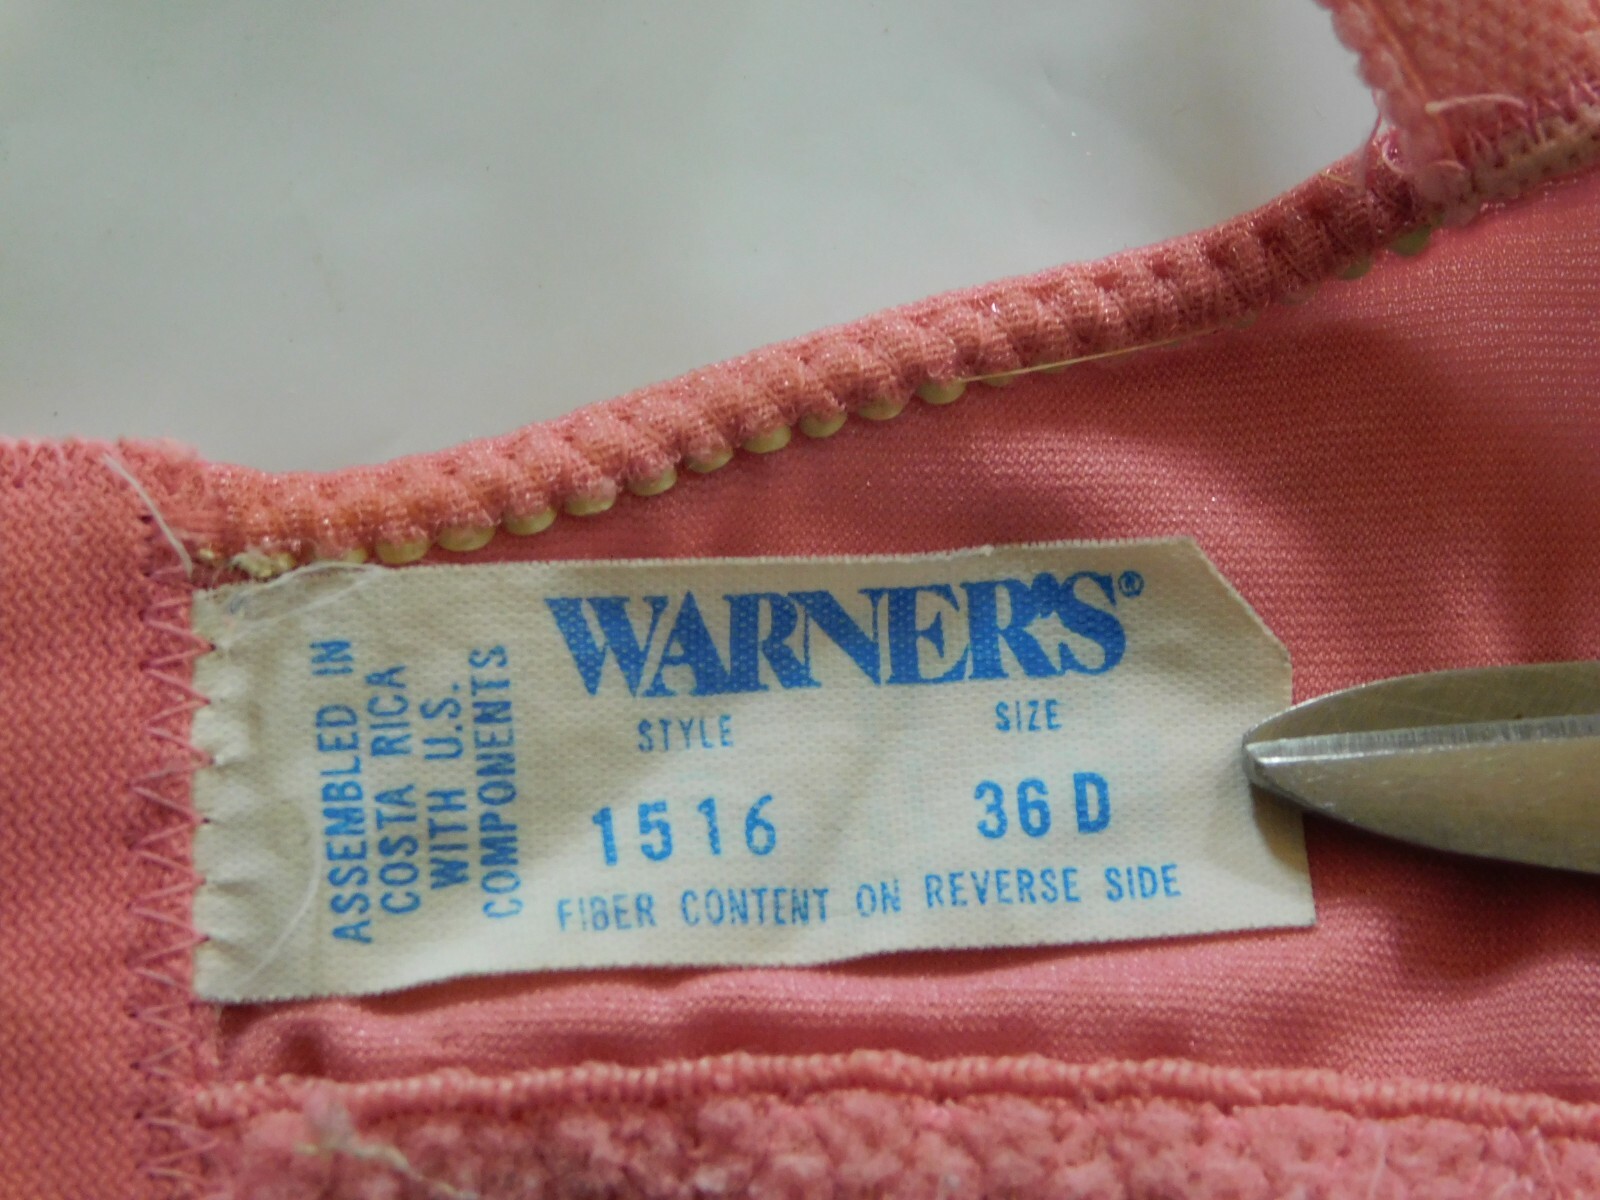 ASSEMBLED IN
COSTA RICA
WITH U.S.
COMPONENTS
WARNER'S®
STYLE SIZE
1516 36 D
FIBER CONTENT ON REVERSE SIDE